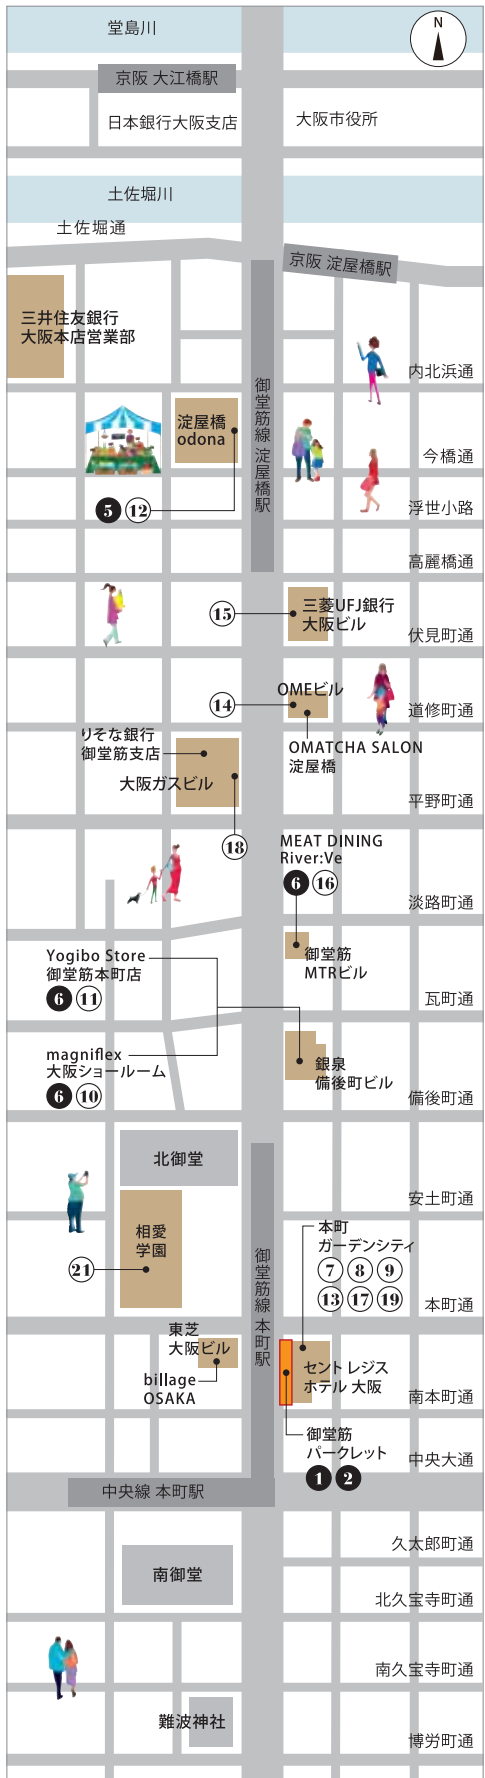 堂島川
N
京阪 大江橋駅
日本銀行大阪支店
大阪市役所
土佐堀川
土佐堀通
京阪 淀屋橋駅
三井住友銀行
大阪本店営業部
内北浜通
御堂筋線 淀屋橋駅
淀屋橋
odona
今橋通
5 12
浮世小路
高麗橋通
15
三菱UFJ銀行
大阪ビル
伏見町通
14
OMEビル
道修町通
りそな銀行
御堂筋支店
OMATCHA SALON
淀屋橋
大阪ガスビル
平野町通
18
MEAT DINING
River:Ve
6 16
淡路町通
Yogibo Store
御堂筋本町店
6 11
御堂筋
MTRビル
瓦町通
magniflex
大阪ショールーム
6 10
銀泉
備後町ビル
備後町通
北御堂
安土町通
相愛
学園
21
御堂筋線 本町駅
本町
ガーデンシティ
7 8 9
13 17 19
本町通
東芝
大阪ビル
billage
OSAKA
セント レジス
ホテル 大阪
南本町通
御堂筋
パークレット
1 2
中央大通
中央線 本町駅
久太郎町通
南御堂
北久宝寺町通
南久宝寺町通
難波神社
博労町通